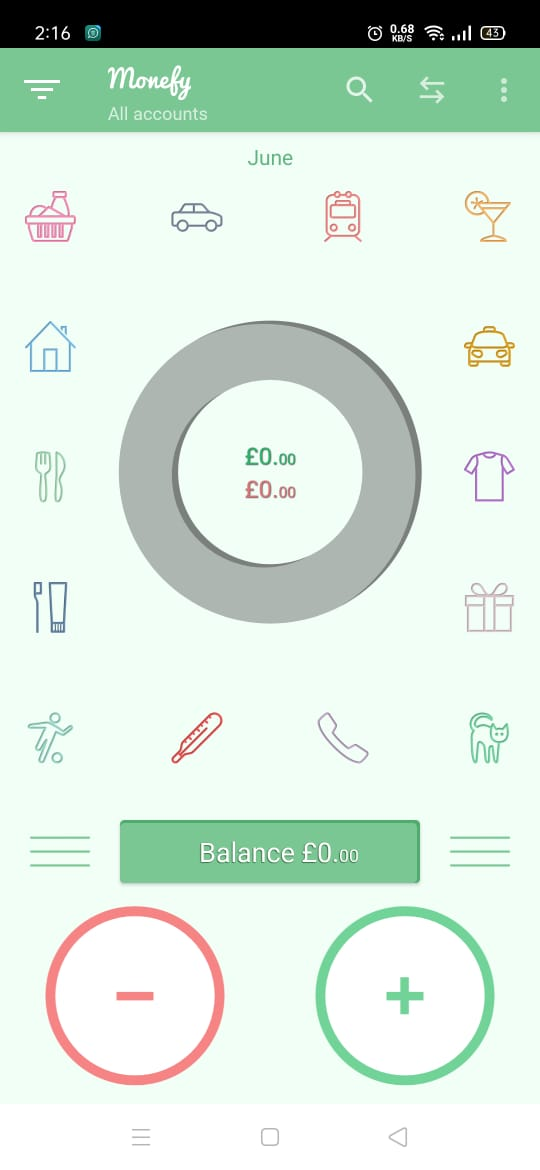 2:16
0.68
KB/S
43
Monefy
All accounts
June
£0.00
£0.00
Balance £0.00